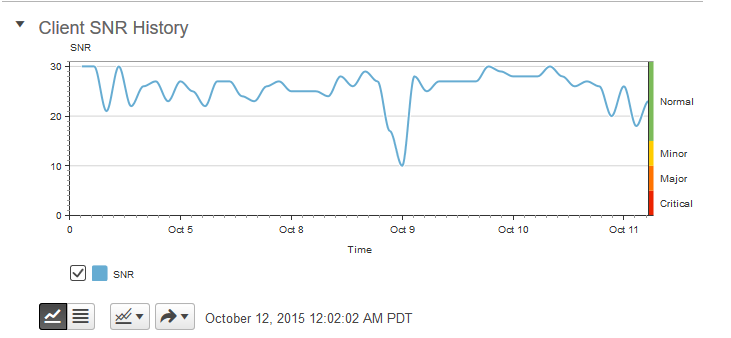 Client SNR History
SNR
30
20
10
0
Normal
Minor
Major
Critical
0 Oct 5 Oct 8 Oct 9 Oct 10 Oct 11
Time
SNR
October 12, 2015 12:02:02 AM PDT